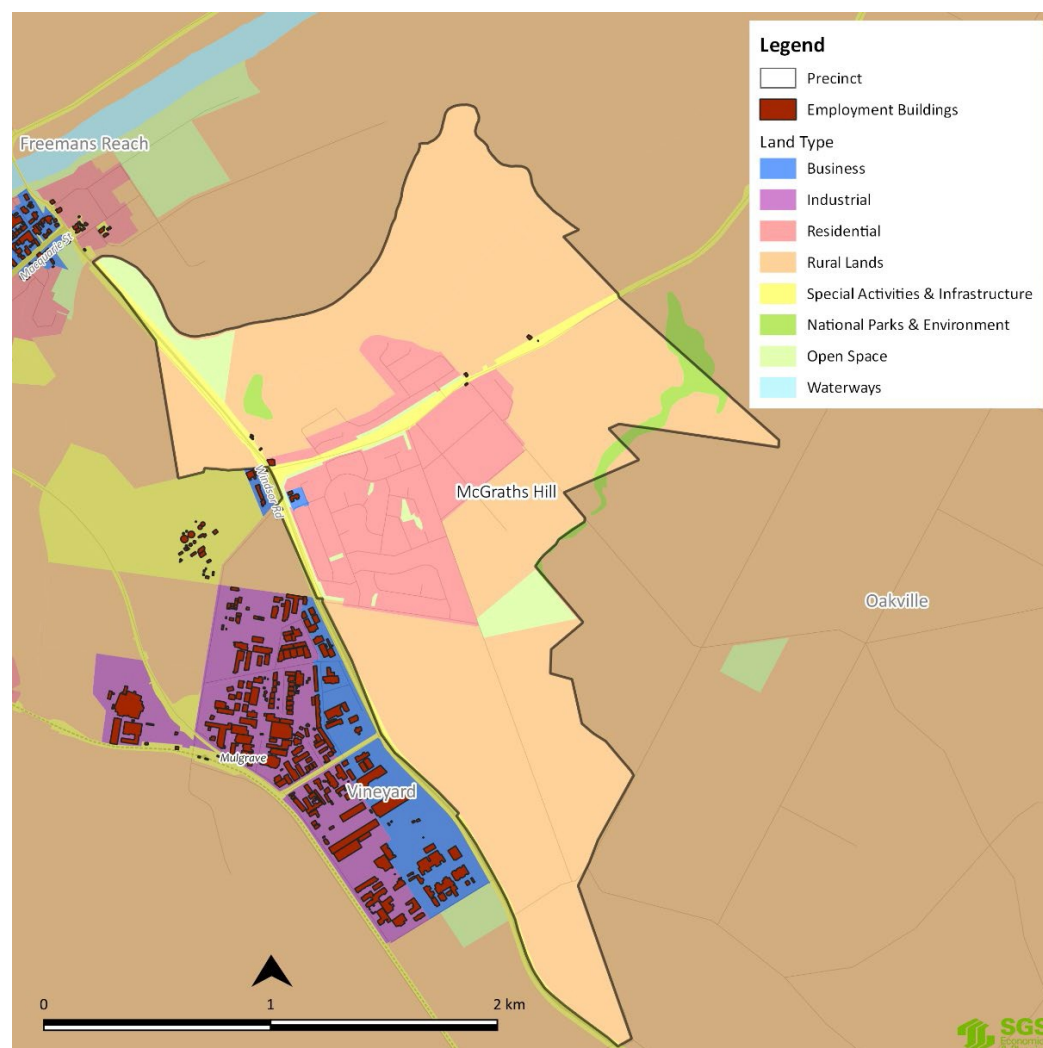 Legend
Precinct
Employment Buildings
Land Type
Business
Industrial
Residential
Rural Lands
Special Activities & Infrastructure
National Parks & Environment
Open Space
Waterways
Freemans Reach
Macquarie St
Windsor Rd
McGraths Hill
Oakville
Mulgrave
Vineyard
0 1 2 km
SGS
Economics